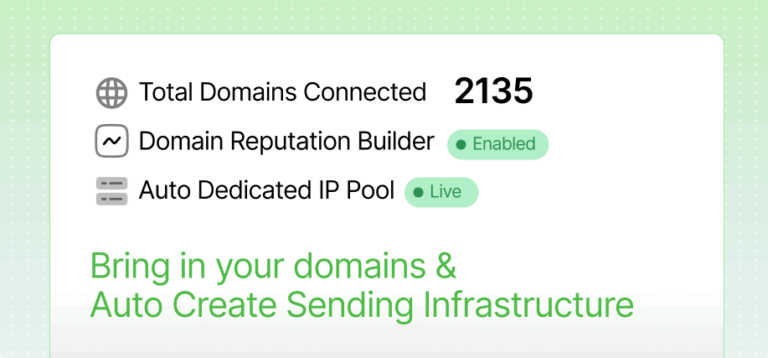 Total Domains Connected 2135
Domain Reputation Builder Enabled
Auto Dedicated IP Pool Live
Bring in your domains &
Auto Create Sending Infrastructure